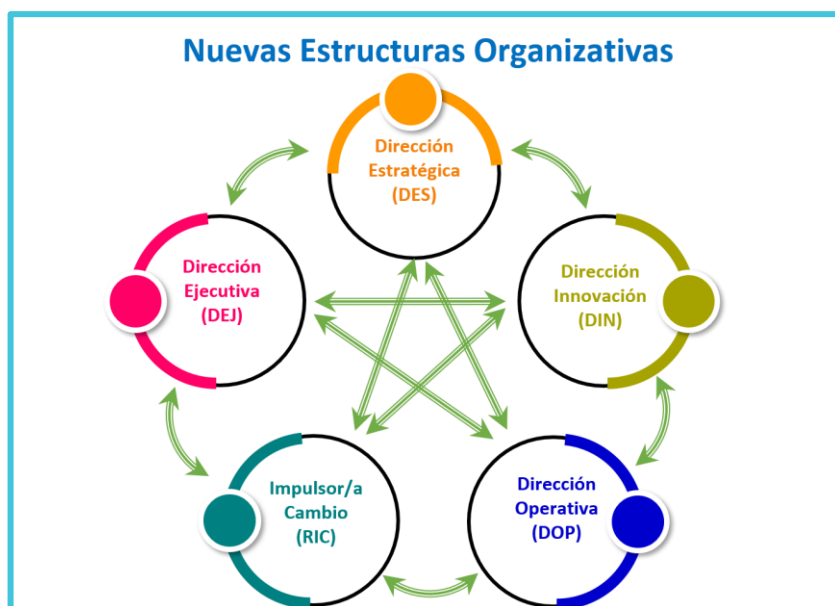 Nuevas Estructuras Organizativas
Dirección
Estratégica
(DES)
Dirección
Ejecutiva
(DEJ)
Dirección
Innovación
(DIN)
Impulsor/a
Cambio
(RIC)
Dirección
Operativa
(DOP)